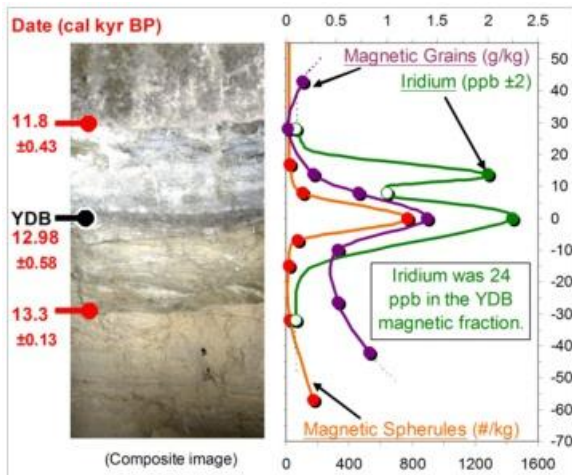 Date (cal kyr BP)
11.8
±0.43
YDB
12.98
±0.58
13.3
±0.13
(Composite image)
0 0.5 1 1.5 2
Magnetic Grains (g/kg)
Iridium (ppb ±2)
Iridium was 24
ppb in the YDB
magnetic fraction.
Magnetic Spherules (#/kg)
50
40
30
20
10
0
-10
-20
-30
-40
-50
-60
-70
0 400 800 1200 1600